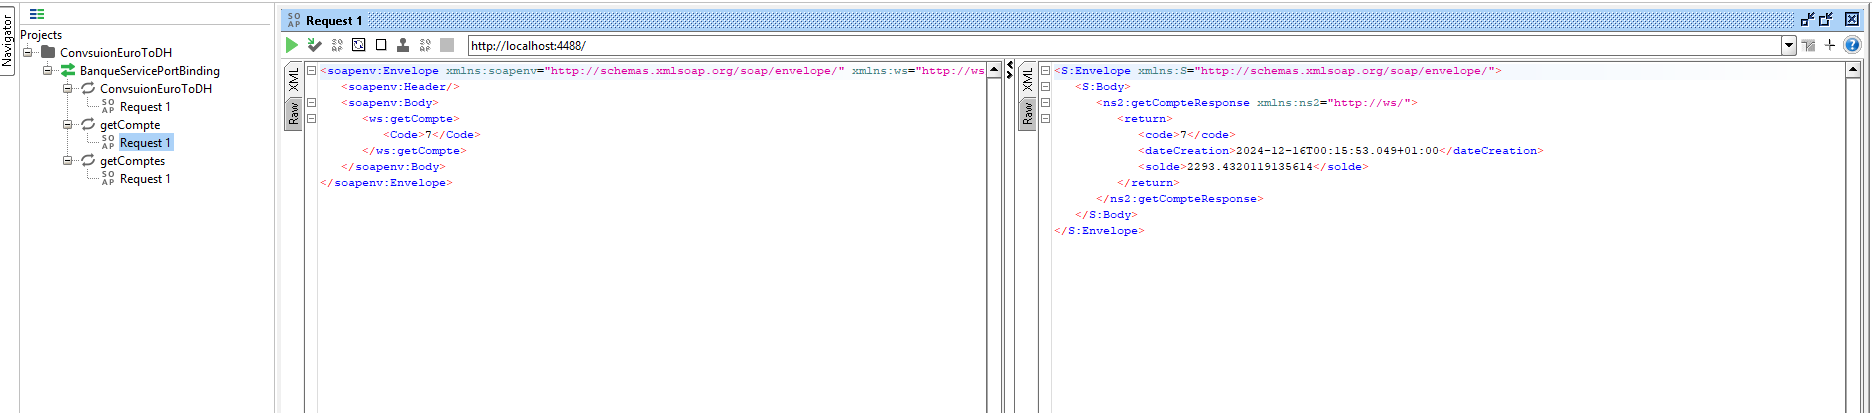 Navigator
Projects
ConvsuionEuroToDH
BanqueServicePortBinding
ConvsuionEuroToDH
SO AP Request 1
getCompte
SO AP Request 1
getComptes
SO AP Request 1
SO AP Request 1
SO AP SO AP http://localhost:4488/ ?
XML
Raw
<soapenv:Envelope xmlns:soapenv="http://schemas.xmlsoap.org/soap/envelope/" xmlns:ws="http://ws
<soapenv:Header/>
<soapenv:Body>
<ws:getCompte>
<Code>7</Code>
</ws:getCompte>
</soapenv:Body>
</soapenv:Envelope>
XML
Raw
<S:Envelope xmlns:S="http://schemas.xmlsoap.org/soap/envelope/">
<S:Body>
<ns2:getCompteResponse xmlns:ns2="http://ws/">
<return>
<code>7</code>
<dateCreation>2024-12-16T00:15:53.049+01:00</dateCreation>
<solde>2293.4320119135614</solde>
</return>
</ns2:getCompteResponse>
</S:Body>
</S:Envelope>